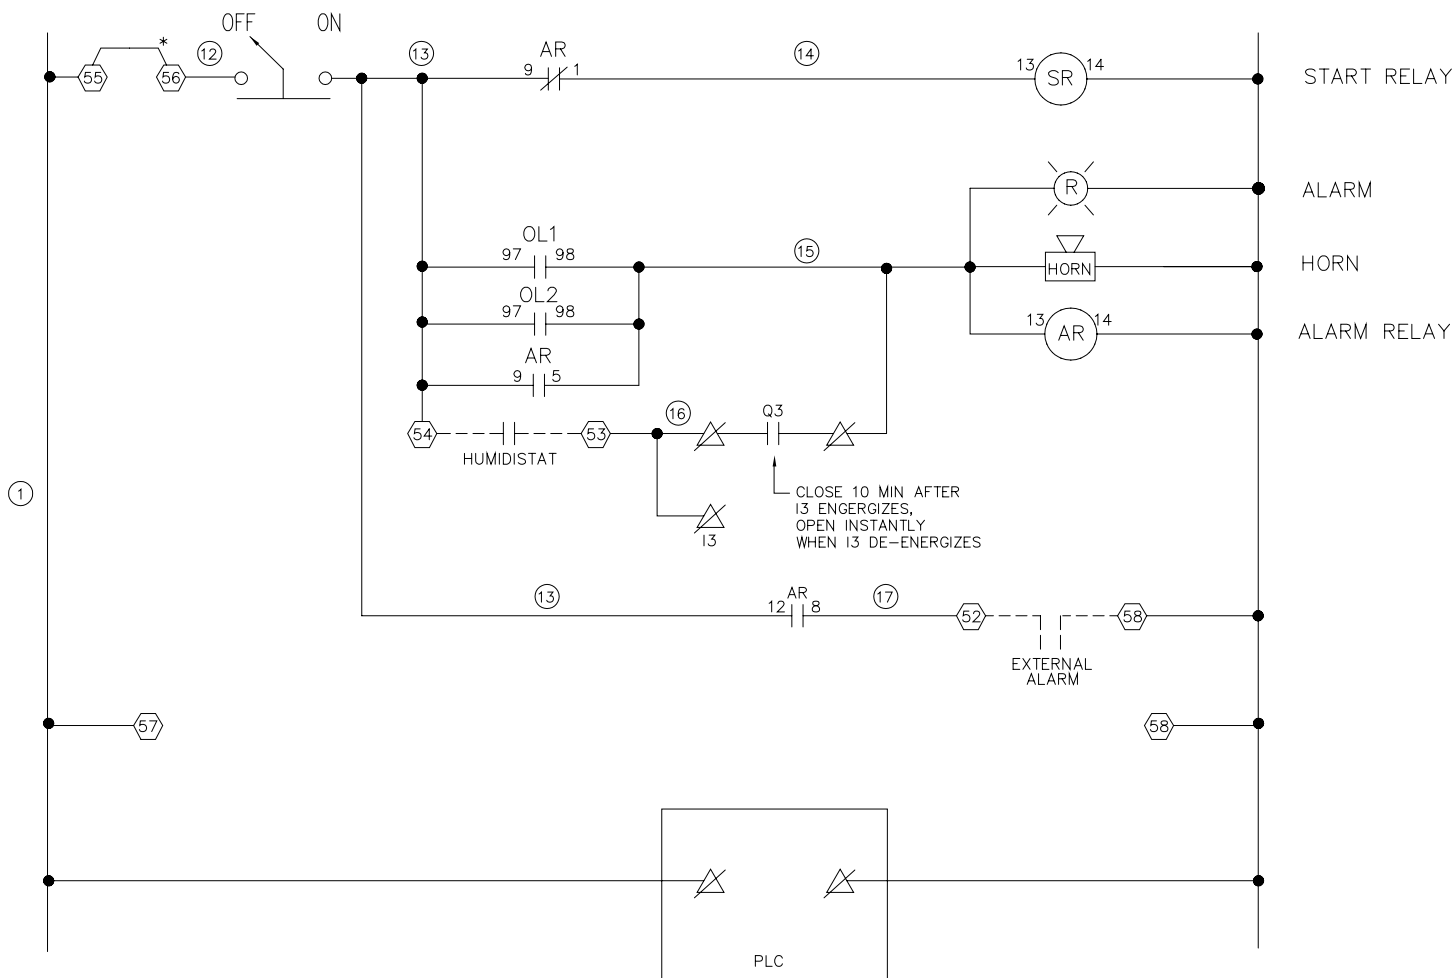 OFF ON
*
12
13
AR
9 1
14
13 SR 14
START RELAY
55
56
R
ALARM
OL1
97 98
15
HORN
HORN
OL2
97 98
13 AR 14
ALARM RELAY
AR
9 5
16
Q3
54
53
HUMIDISTAT
1
CLOSE 10 MIN AFTER
I3 ENGERGIZES,
OPEN INSTANTLY
WHEN I3 DE-ENERGIZES
I3
13
AR
12 8
17
52
58
EXTERNAL
ALARM
57
58
PLC